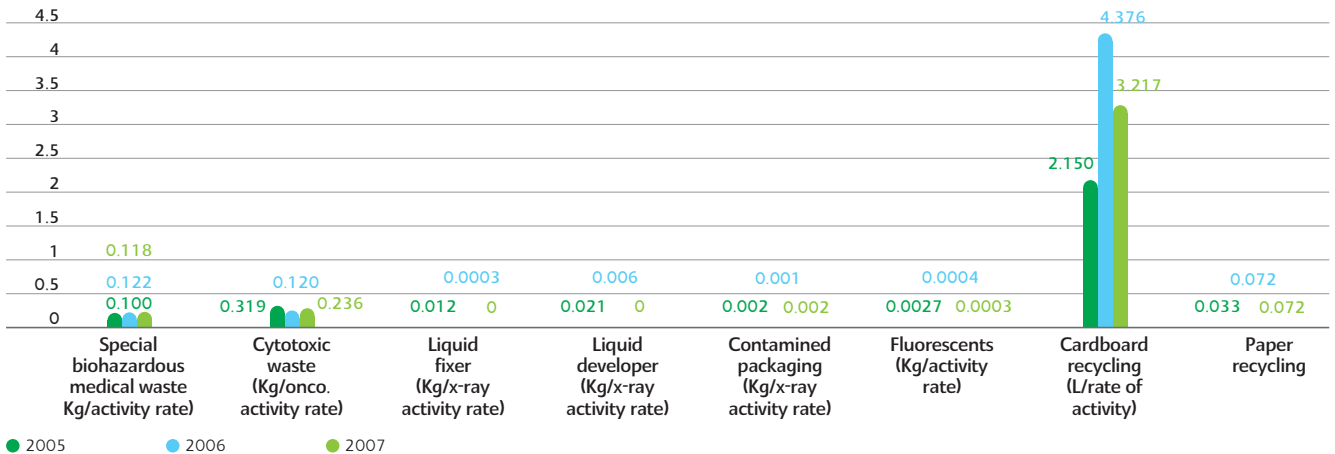 4.5
4
3.5
3
2.5
2
1.5
1
0.5
0
0.118
0.122
0.100
0.319
0.120
0.236
0.0003
0.012
0
0.006
0.021
0
0.001
0.002
0.002
0.0004
0.0027
0.0003
2.150
4.376
3.217
0.072
0.033
0.072
Special
biohazardous
medical waste
Kg/activity rate)
Cytotoxic
waste
(Kg/onco.
activity rate)
Liquid
fixer
(Kg/x-ray
activity rate)
Liquid
developer
(Kg/x-ray
activity rate)
Contamined
packaging
(Kg/x-ray
activity rate)
Fluorescents
(Kg/activity
rate)
Cardboard
recycling
(L/rate of
activity)
Paper
recycling
2005
2006
2007